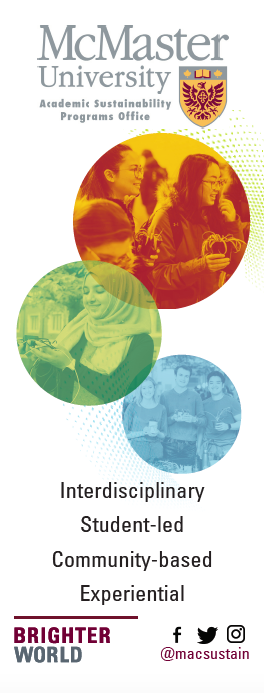 McMaster
University
Academic Sustainability
Programs Office
Interdisciplinary
Student-led
Community-based
Experiential
BRIGHTER
WORLD
@macsustain